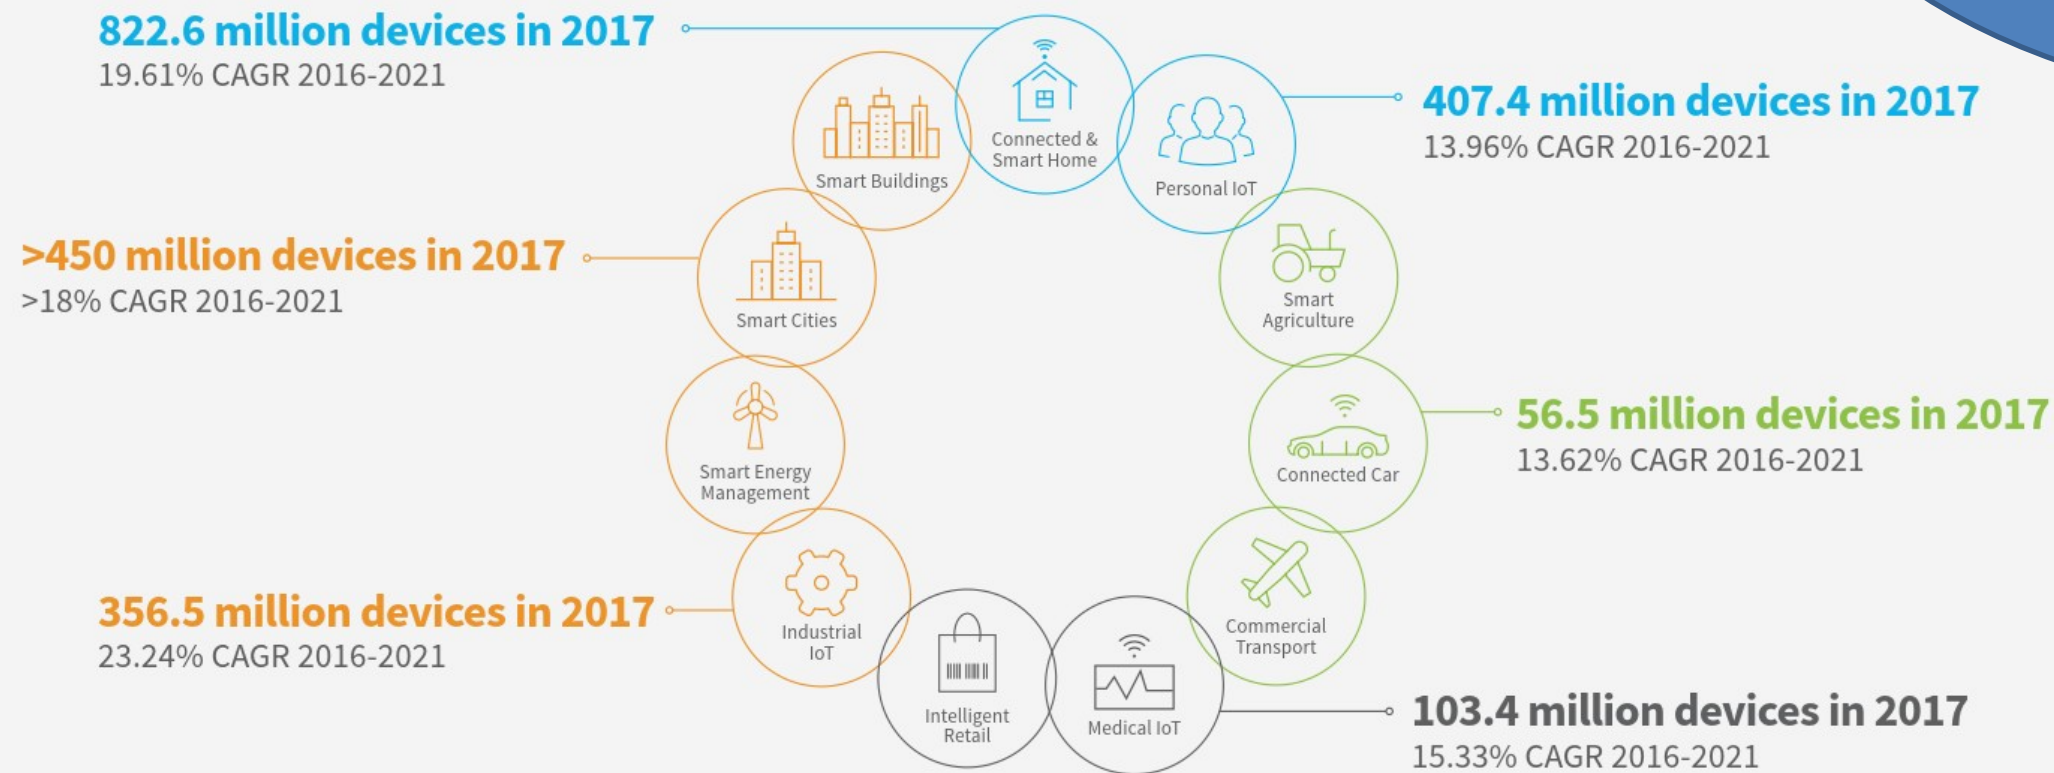 822.6 million devices in 2017
19.61% CAGR 2016-2021
Connected &
Smart Home
407.4 million devices in 2017
13.96% CAGR 2016-2021
Personal IoT
Smart Buildings
>450 million devices in 2017
>18% CAGR 2016-2021
Smart Cities
Smart
Agriculture
56.5 million devices in 2017
13.62% CAGR 2016-2021
Connected Car
Smart Energy
Management
356.5 million devices in 2017
23.24% CAGR 2016-2021
Industrial
IoT
Commercial
Transport
Intelligent
Retail
Medical IoT
103.4 million devices in 2017
15.33% CAGR 2016-2021